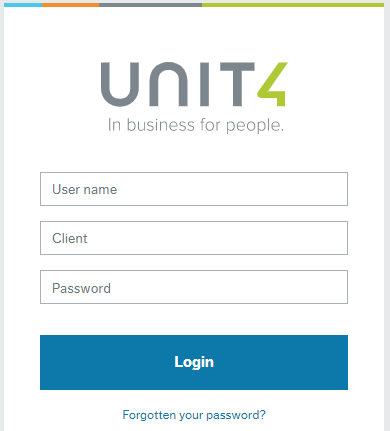 UNIT4
In business for people.
User name
Client
Password
Login
Forgotten your password?